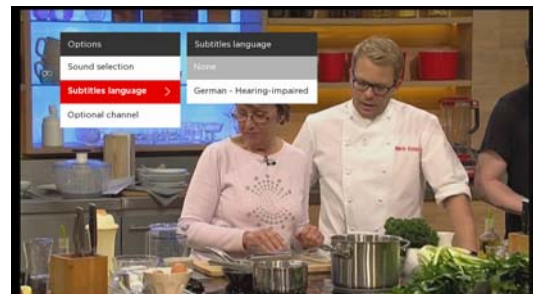 Options
Sound selection
Subtitles language >
Optional channel
Subtitles language
None
German - Hearing-impaired